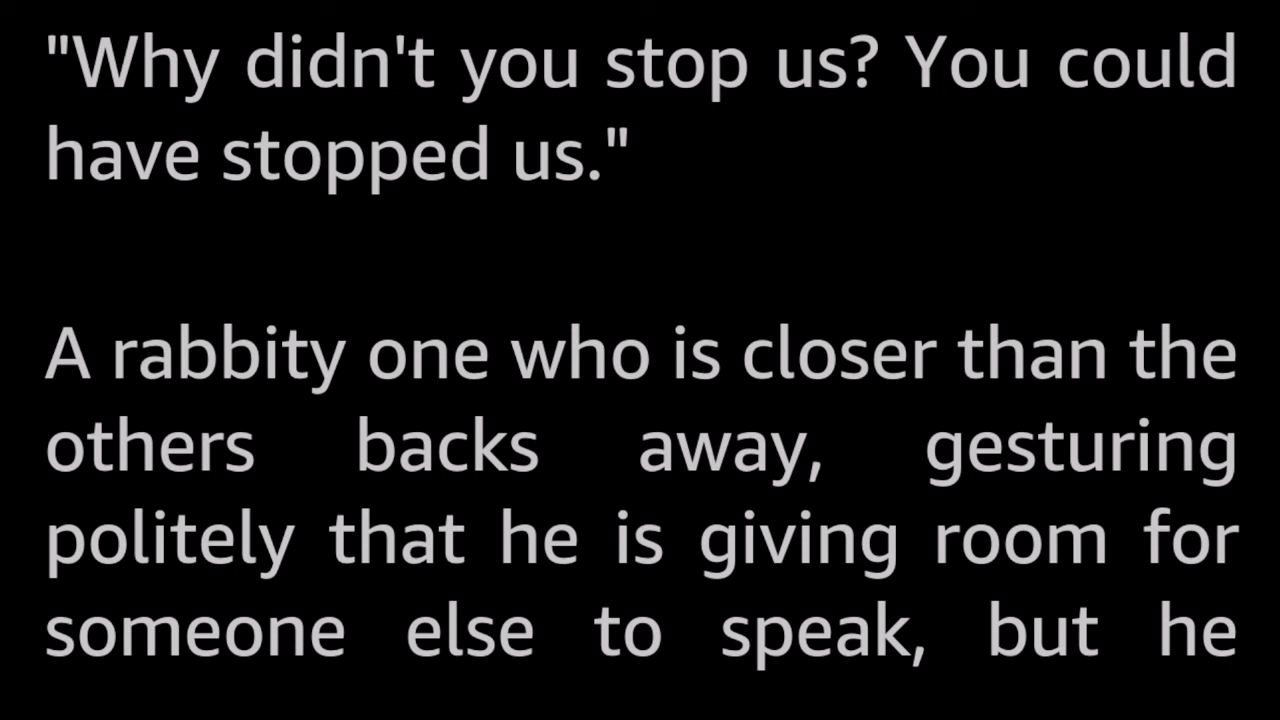 "Why didn't you stop us? You could
have stopped us."
A rabbity one who is closer than the
others backs away, gesturing
politely that he is giving room for
someone else to speak, but he